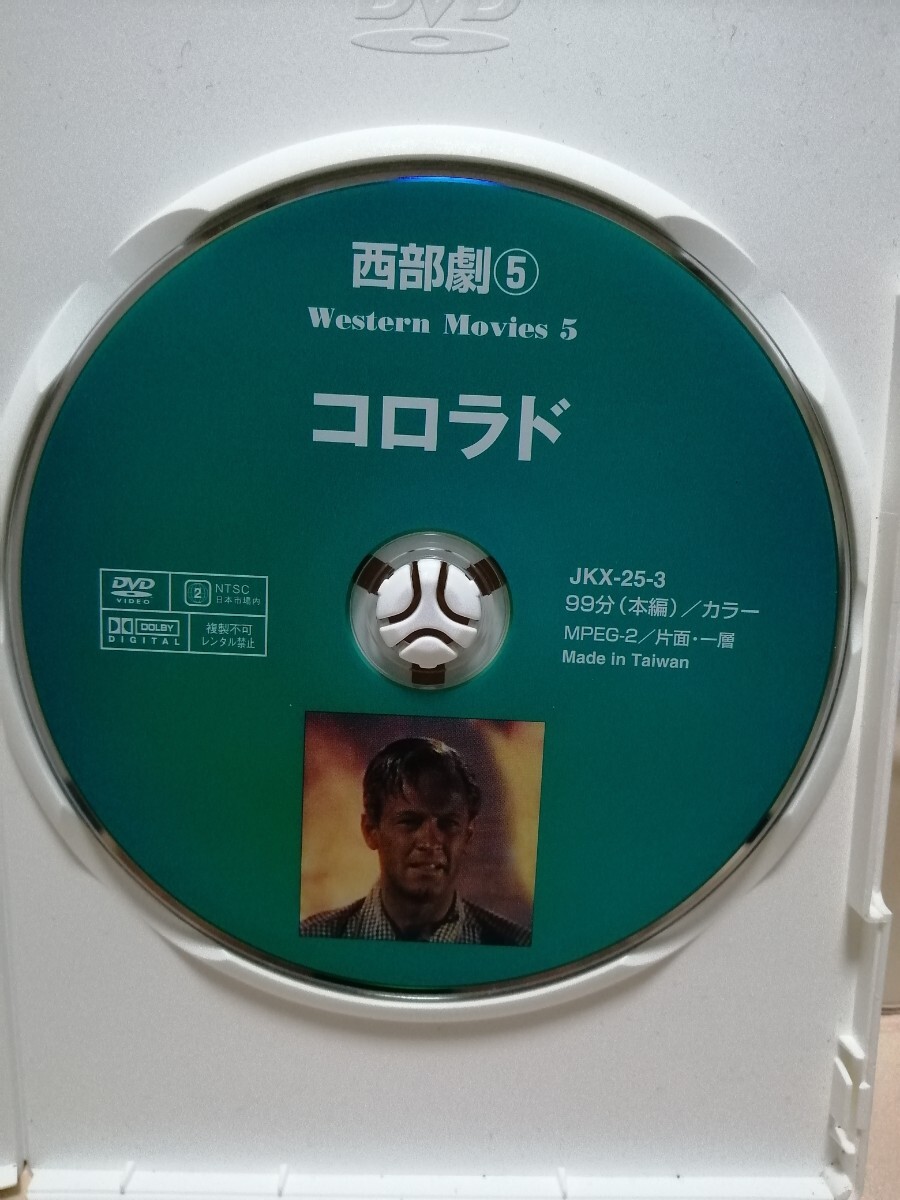 DVD
西部劇⑤
Western Movies 5
コロラド
DVD
VIDEO
2
NTSC
日本市場内
DOLBY
DIGITAL
複製不可
レンタル禁止
JKX-25-3
99分(本編)/カラー
MPEG-2/片面・一層
Made in Taiwan